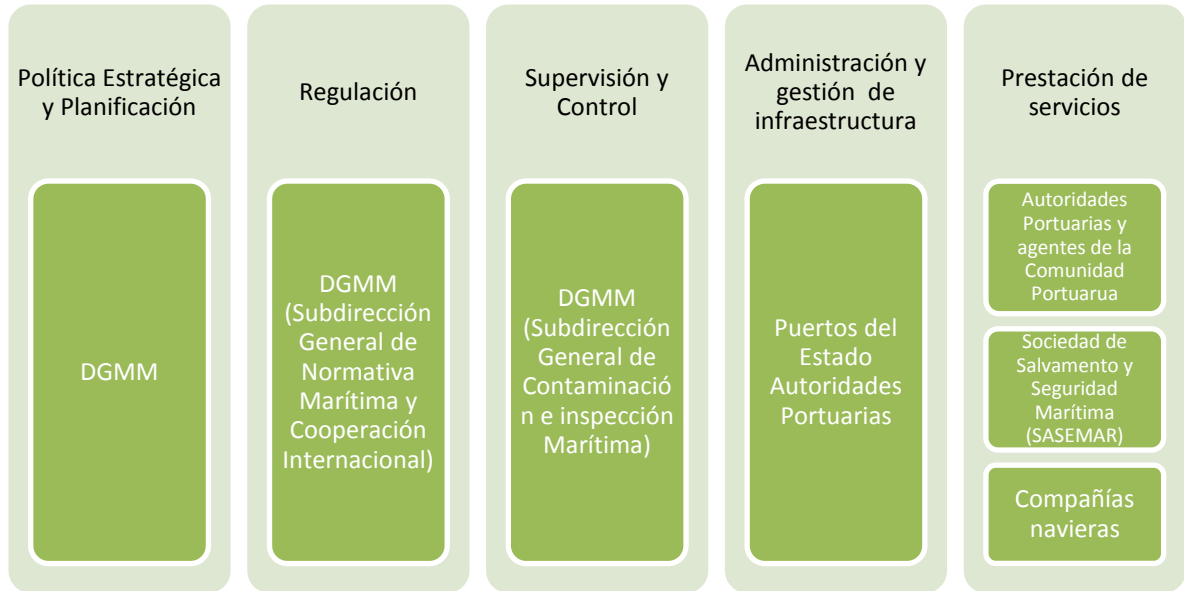 Política Estratégica
y Planificación
DGMM
Regulación
DGMM
(Subdirección
General de
Normativa
Marítima y
Cooperación
Internacional)
Supervisión y
Control
DGMM
(Subdirección
General de
Contaminació
n e inspección
Marítima)
Administración y
gestión de
infraestructura
Puertos del
Estado
Autoridades
Portuarias
Prestación de
servicios
Autoridades
Portuarias y
agentes de la
Comunidad
Portuarua
Sociedad de
Salvamento y
Seguridad
Marítima
(SASEMAR)
Compañías
navieras